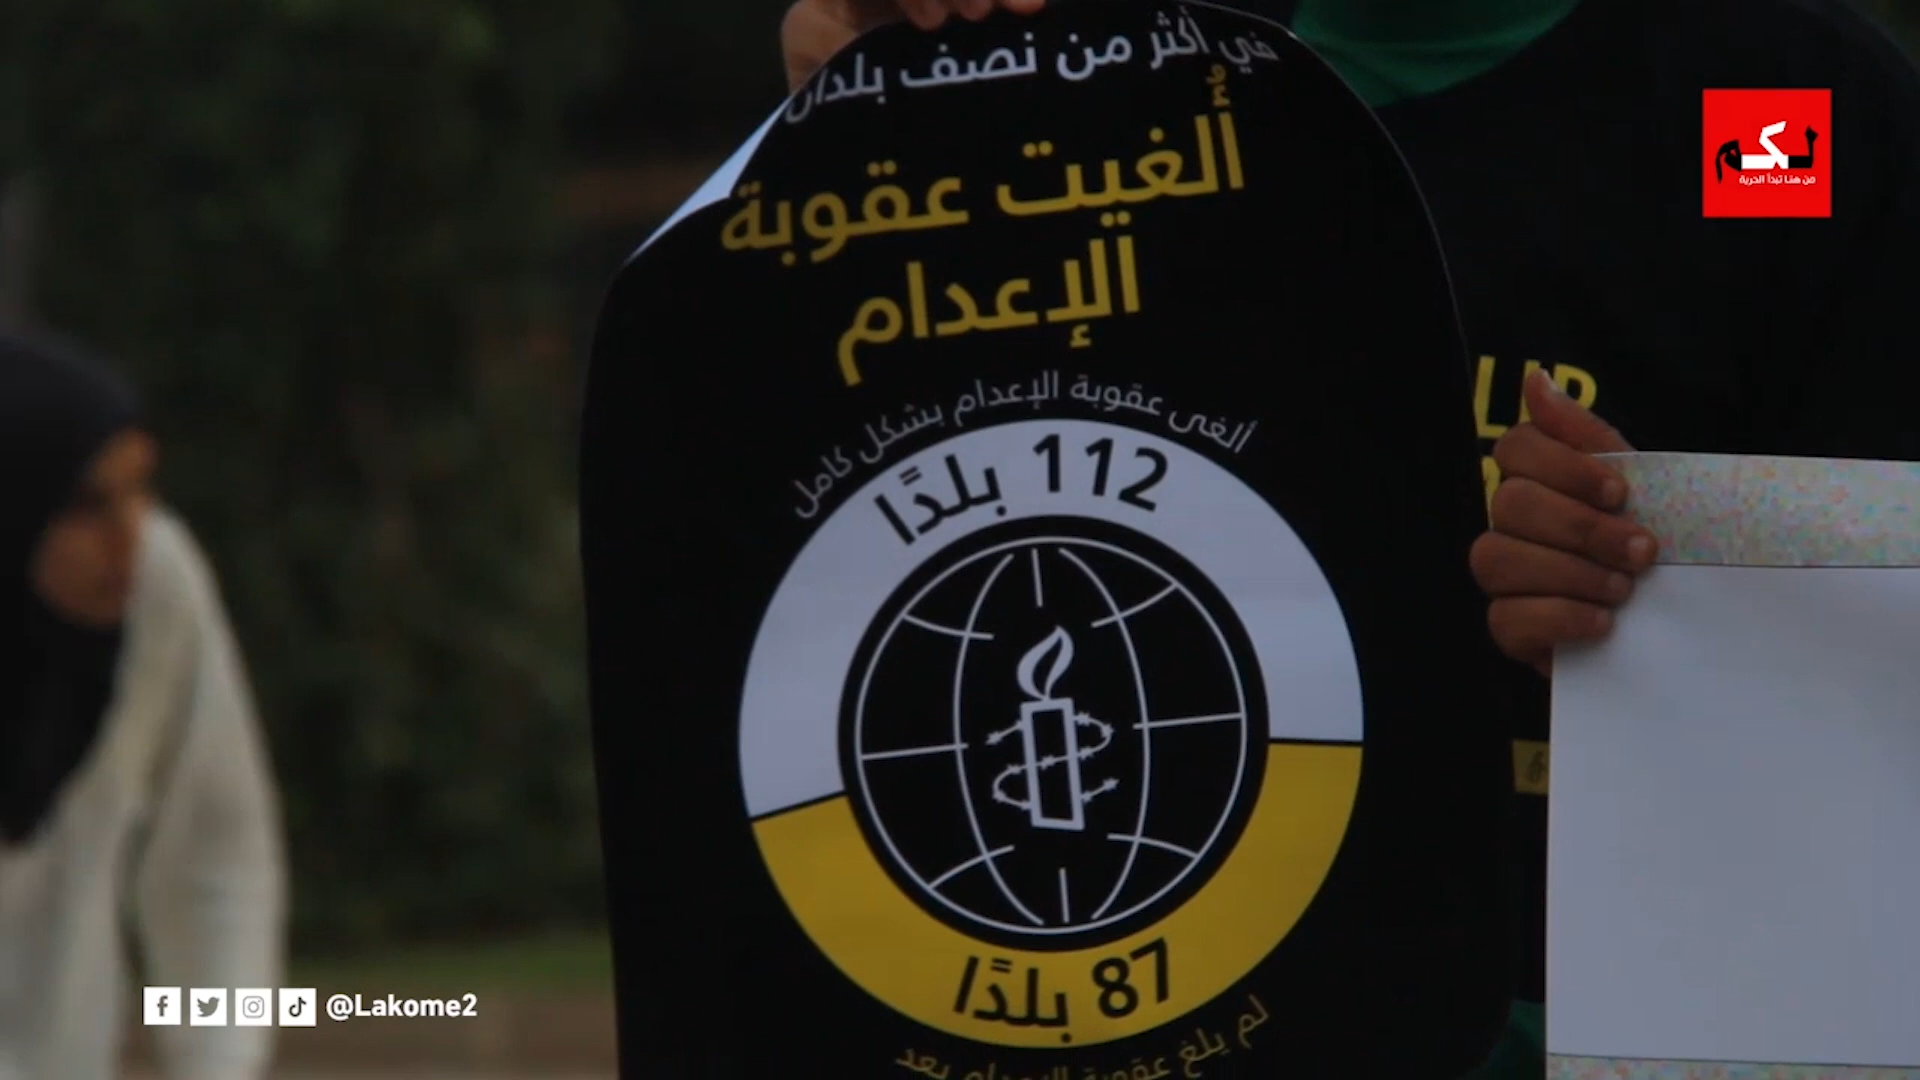 في أكثر من نصف بلدان
أُلغيت عقوبة
الإعدام
ألغى عقوبة الإعدام بشكل كامل
112 بلدًا
87 بلدًا
لم يلغ عقوبة الإعدام بعد
لكم
من هنا تبدأ الحرية
@Lakome2